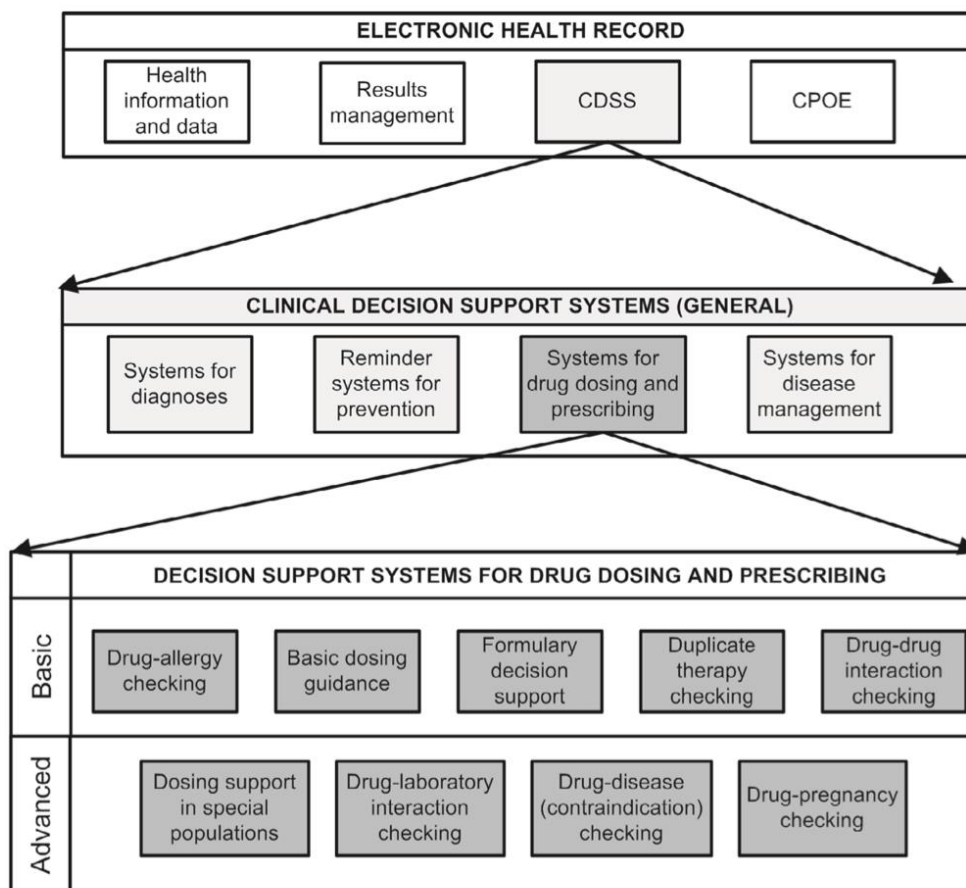 ELECTRONIC HEALTH RECORD
Health
information
and data
Results
management
CDSS
CPOE
CLINICAL DECISION SUPPORT SYSTEMS (GENERAL)
Systems for
diagnoses
Reminder
systems for
prevention
Systems for
drug dosing and
prescribing
Systems for
disease
management
DECISION SUPPORT SYSTEMS FOR DRUG DOSING AND PRESCRIBING
Basic
Drug-allergy
checking
Basic dosing
guidance
Formulary
decision
support
Duplicate
therapy
checking
Drug-drug
interaction
checking
Advanced
Dosing support
in special
populations
Drug-laboratory
interaction
checking
Drug-disease
(contraindication)
checking
Drug-pregnancy
checking